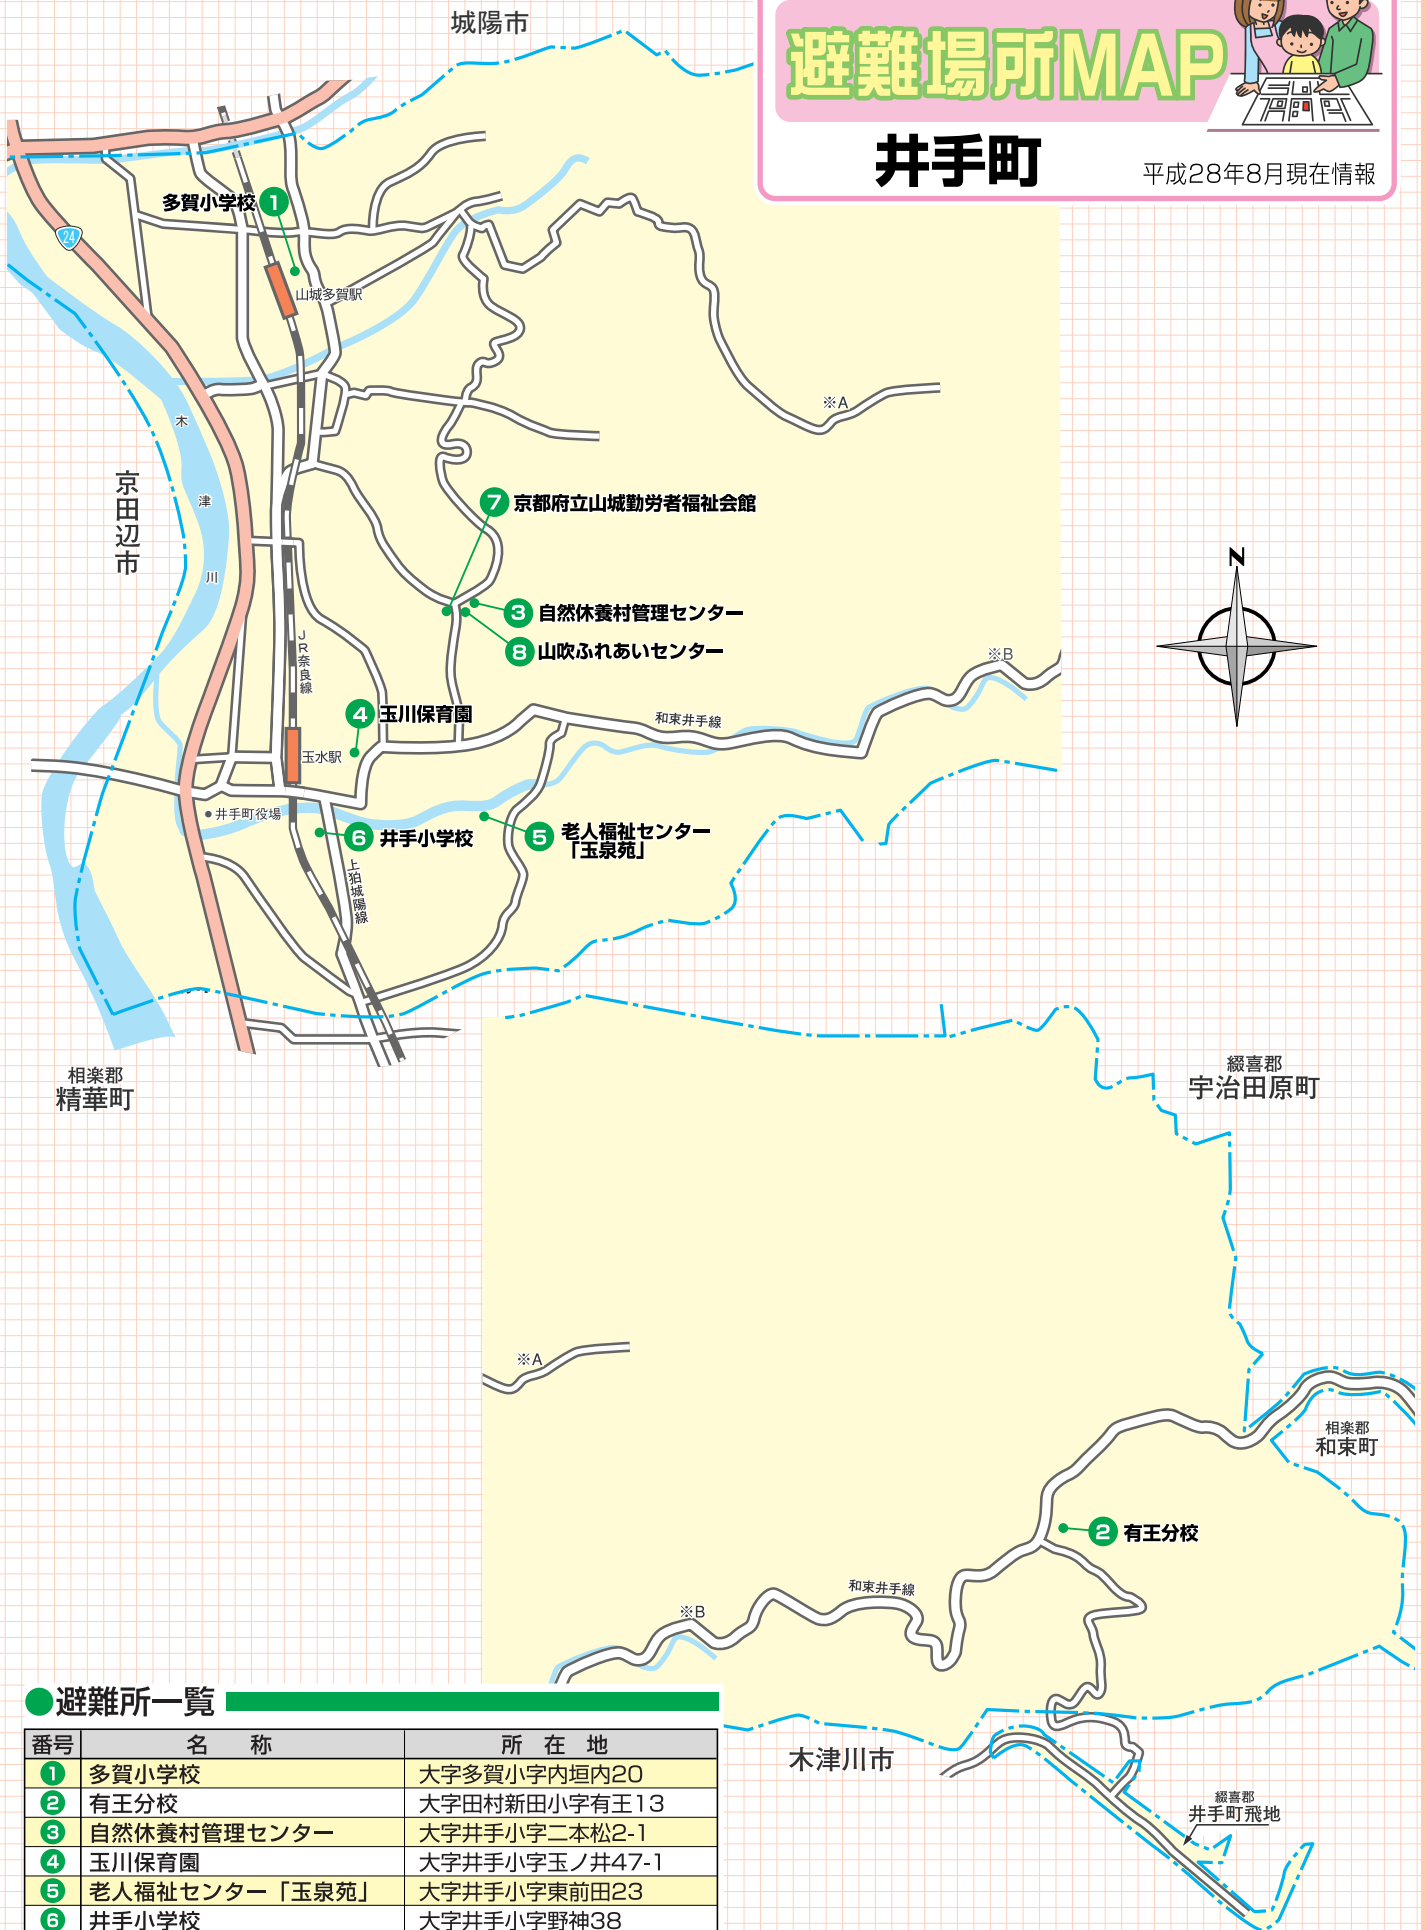 避難場所MAP
井手町
平成28年8月現在情報
城陽市
24
多賀小学校 1
山城多賀駅
※A
木
津
川
京田辺市
7 京都府立山城勤労者福祉会館
N
3 自然休養村管理センター
8 山吹ふれあいセンター
JR奈良線
※B
4 玉川保育園
和束井手線
玉水駅
井手町役場
6 井手小学校
5 老人福祉センター
「玉泉苑」
上狛城陽線
相楽郡
精華町
綴喜郡
宇治田原町
※A
相楽郡
和束町
2 有王分校
和束井手線
※B
木津川市
綴喜郡
井手町飛地
●避難所一覧
番号 名 称 所 在 地
1 多賀小学校 大字多賀小字内垣内20
2 有王分校 大字田村新田小字有王13
3 自然休養村管理センター 大字井手小字二本松2-1
4 玉川保育園 大字井手小字玉ノ井47-1
5 老人福祉センター「玉泉苑」 大字井手小字東前田23
6 井手小学校 大字井手小字野神38